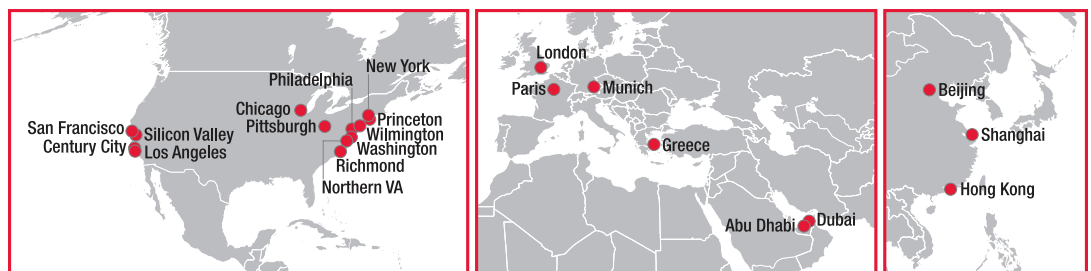 New York
Philadelphia
Chicago
Pittsburgh
Princeton
Wilmington
Washington
Richmond
Northern VA
San Francisco
Silicon Valley
Century City
Los Angeles
London
Paris
Munich
Greece
Abu Dhabi
Dubai
Beijing
Shanghai
Hong Kong